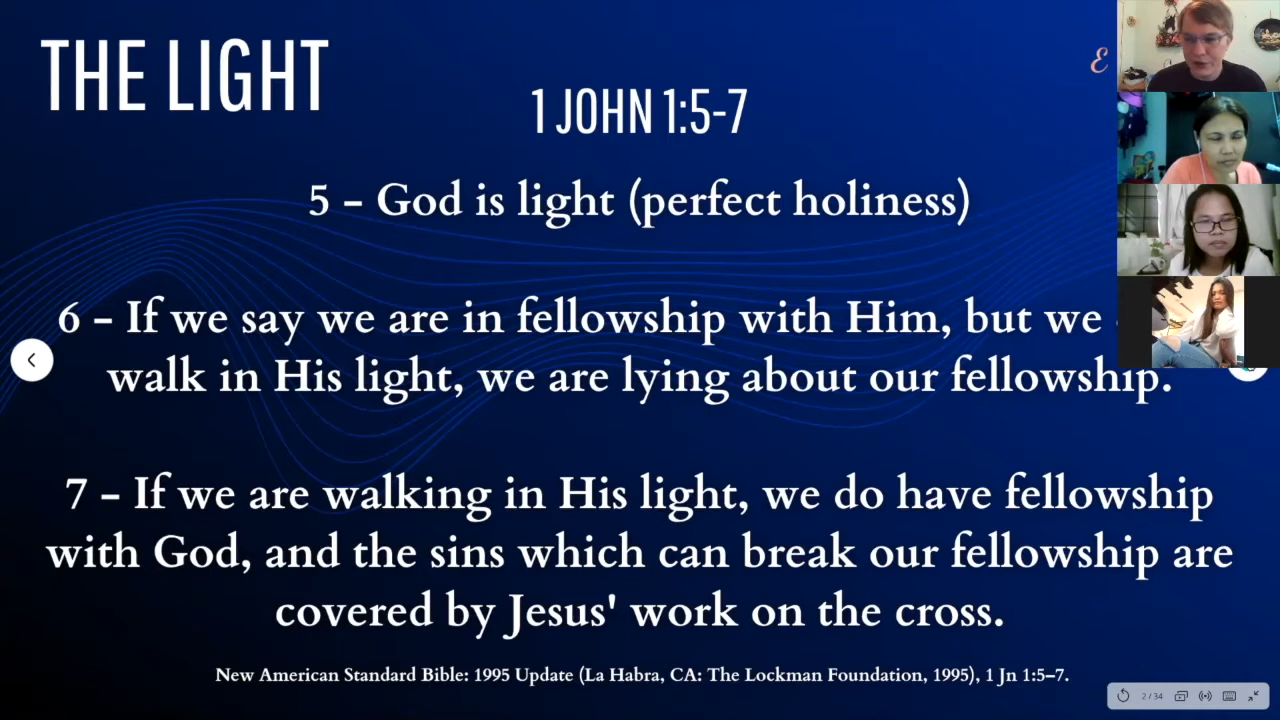 THE LIGHT
ℰ
1 JOHN 1:5-7
5 – God is light (perfect holiness)
6 – If we say we are in fellowship with Him, but we
walk in His light, we are lying about our fellowship.
7 – If we are walking in His light, we do have fellowship
with God, and the sins which can break our fellowship are
covered by Jesus' work on the cross.
New American Standard Bible: 1995 Update (La Habra, CA: The Lockman Foundation, 1995), 1 Jn 1:5–7.
2 / 34